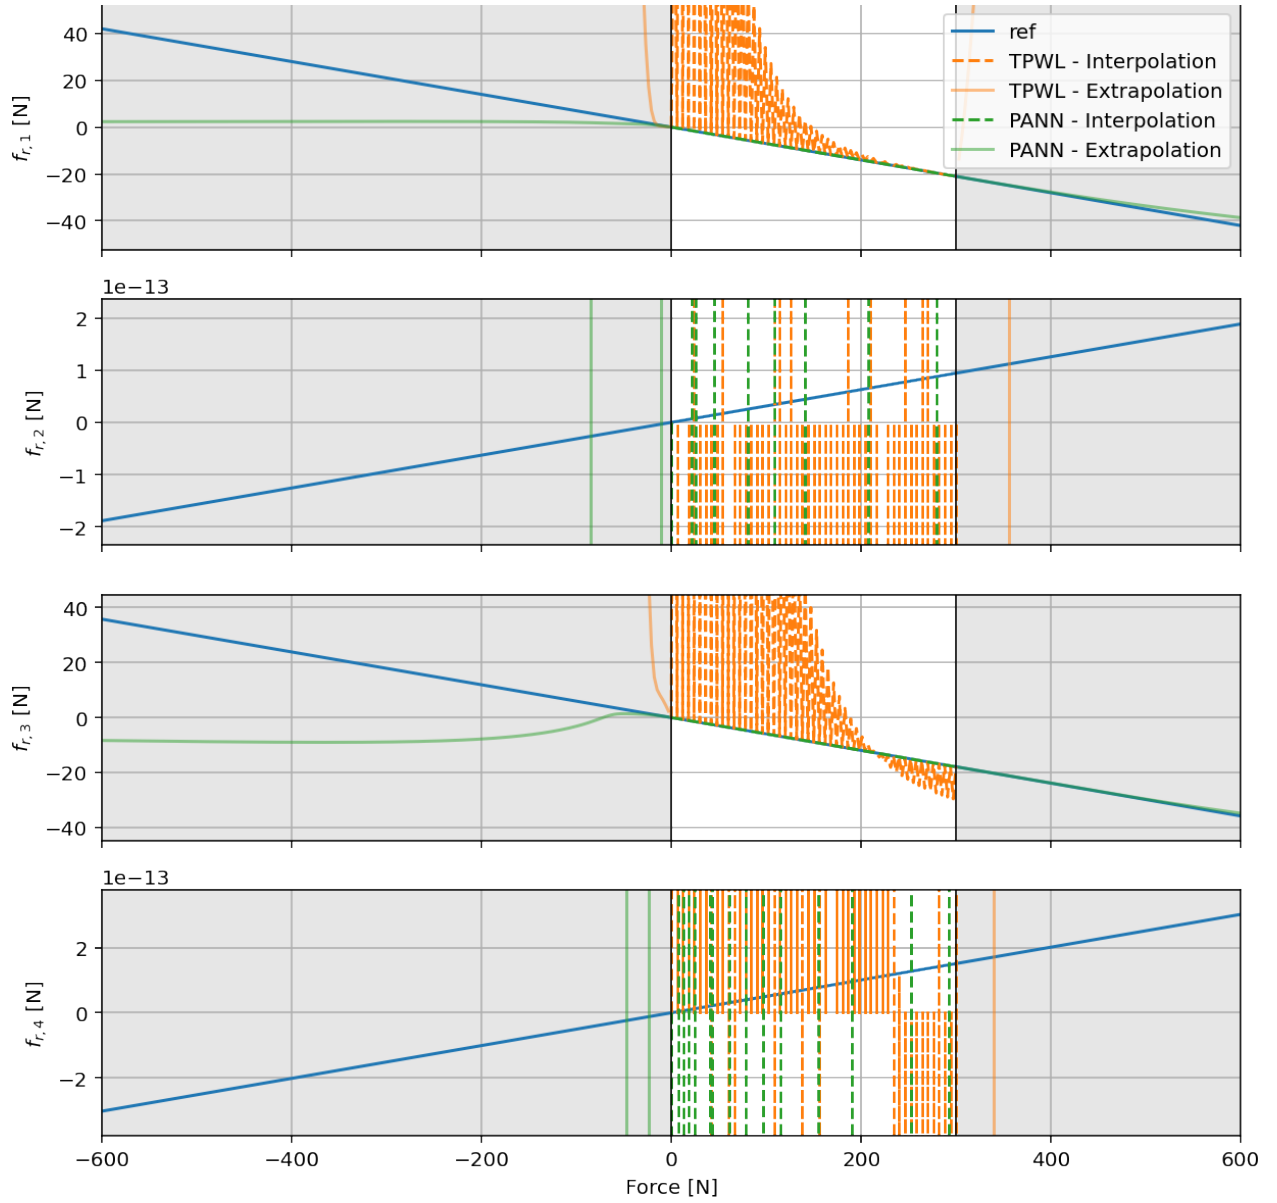 ref
TPWL - Interpolation
TPWL - Extrapolation
PANN - Interpolation
PANN - Extrapolation
40
20
0
−20
−40
f_{r,1} [N]
1e−13
2
1
0
−1
−2
f_{r,2} [N]
40
20
0
−20
−40
f_{r,3} [N]
1e−13
2
0
−2
f_{r,4} [N]
−600 −400 −200 0 200 400 600
Force [N]